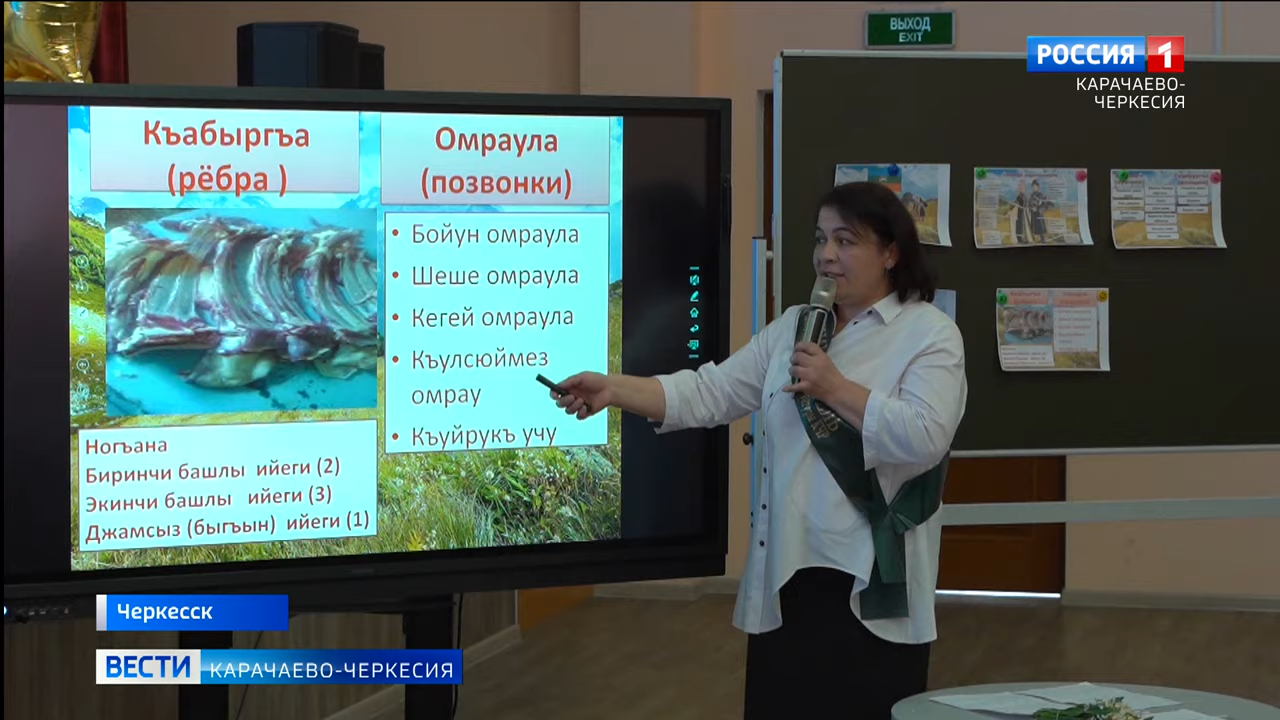 ВЫХОД
EXIT
РОССИЯ 1
КАРАЧАЕВО-
ЧЕРКЕСИЯ
Къабыргъа
(рёбра )
Омраула
(позвонки)
• Бойун омраула
• Шеше омраула
• Кегей омраула
• Къулсюймез
омрау
• Къуйрукъ учу
Ногъана
Биринчи башлы ийеги (2)
Экинчи башлы ийеги (3)
Джамсыз (быгъын) ийеги (1)
Черкесск
ВЕСТИ КАРАЧАЕВО-ЧЕРКЕСИЯ